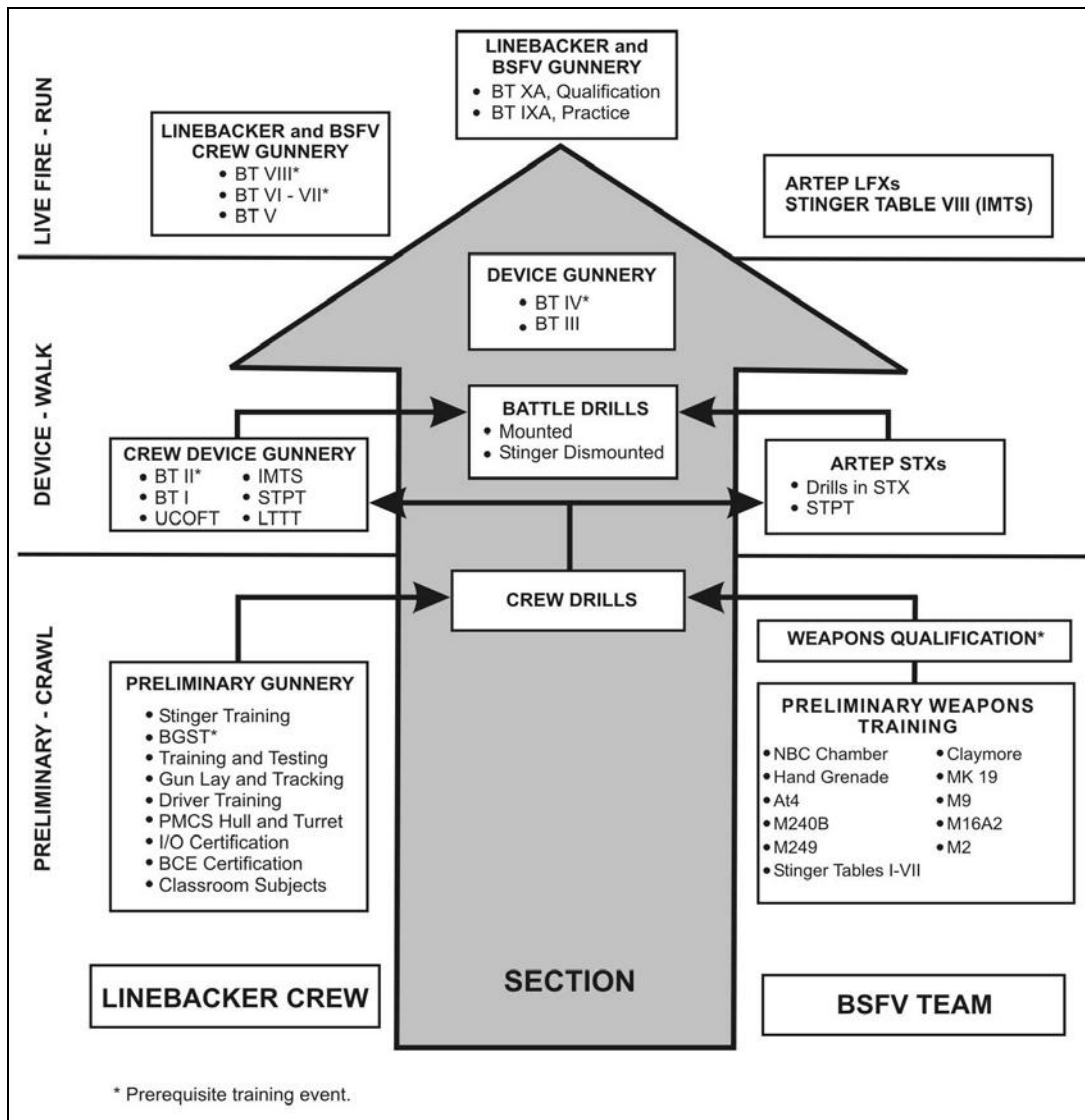 LIVE FIRE - RUN
LINEBACKER and
BSFV GUNNERY
• BT XA, Qualification
• BT IXA, Practice
LINEBACKER and BSFV
CREW GUNNERY
• BT VIII*
• BT VI - VII*
• BT V
ARTEP LFXs
STINGER TABLE VIII (IMTS)
DEVICE - WALK
DEVICE GUNNERY
• BT IV*
• BT III
BATTLE DRILLS
• Mounted
• Stinger Dismounted
CREW DEVICE GUNNERY
• BT II* • IMTS
• BT I • STPT
• UCOFT • LTTT
ARTEP STXs
• Drills in STX
• STPT
PRELIMINARY - CRAWL
CREW DRILLS
WEAPONS QUALIFICATION*
PRELIMINARY GUNNERY
• Stinger Training
• BGST*
• Training and Testing
• Gun Lay and Tracking
• Driver Training
• PMCS Hull and Turret
• I/O Certification
• BCE Certification
• Classroom Subjects
PRELIMINARY WEAPONS
TRAINING
• NBC Chamber • Claymore
• Hand Grenade • MK 19
• At4 • M9
• M240B • M16A2
• M249 • M2
• Stinger Tables I-VII
LINEBACKER CREW
SECTION
BSFV TEAM
* Prerequisite training event.